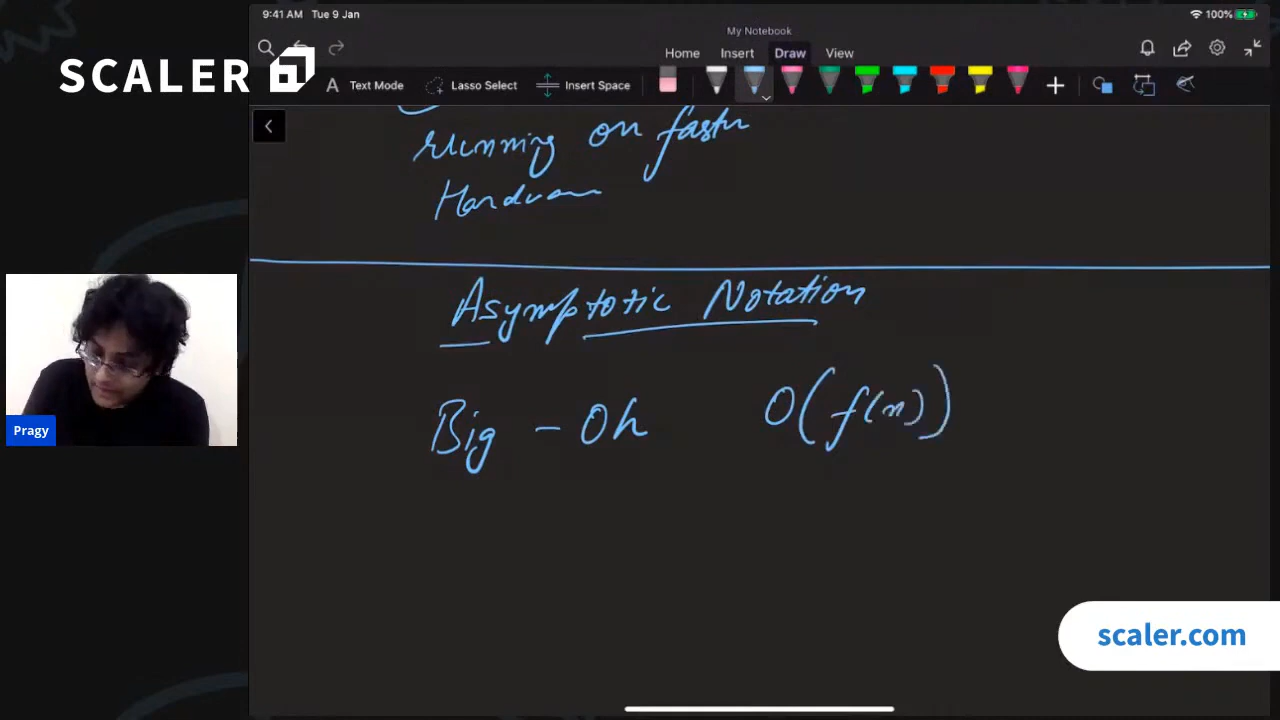 9:41 AM Tue 9 Jan
100%
My Notebook
Home Insert Draw View
SCALER
Text Mode Lasso Select Insert Space
Running on faster
Hardware
Asymptotic Notation
Big - Oh O(f(n))
Pragy
scaler.com